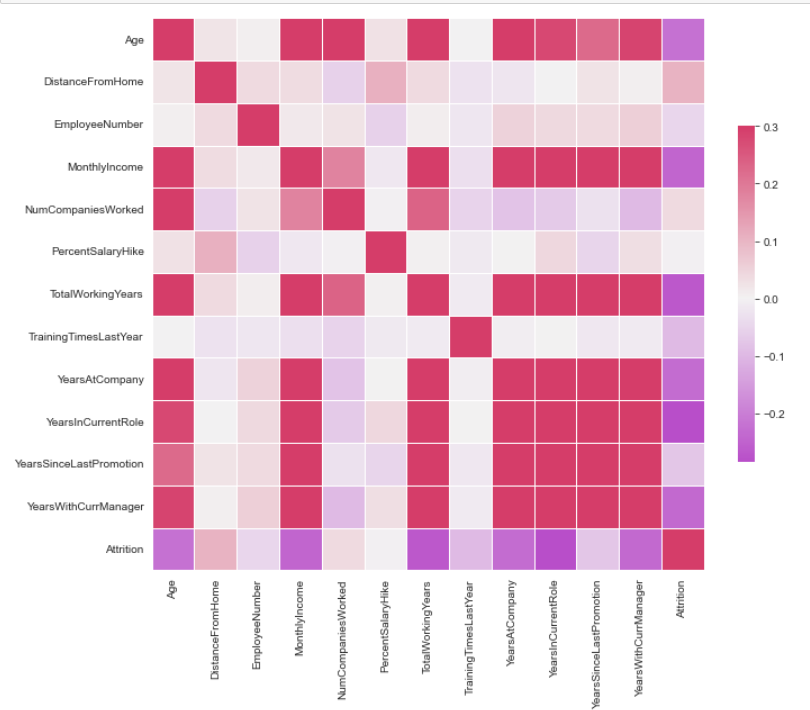 Age
DistanceFromHome
EmployeeNumber
MonthlyIncome
NumCompaniesWorked
PercentSalaryHike
TotalWorkingYears
TrainingTimesLastYear
YearsAtCompany
YearsInCurrentRole
YearsSinceLastPromotion
YearsWithCurrManager
Attrition
0.3
0.2
0.1
0.0
−0.1
−0.2
Age
DistanceFromHome
EmployeeNumber
MonthlyIncome
NumCompaniesWorked
PercentSalaryHike
TotalWorkingYears
TrainingTimesLastYear
YearsAtCompany
YearsInCurrentRole
YearsSinceLastPromotion
YearsWithCurrManager
Attrition